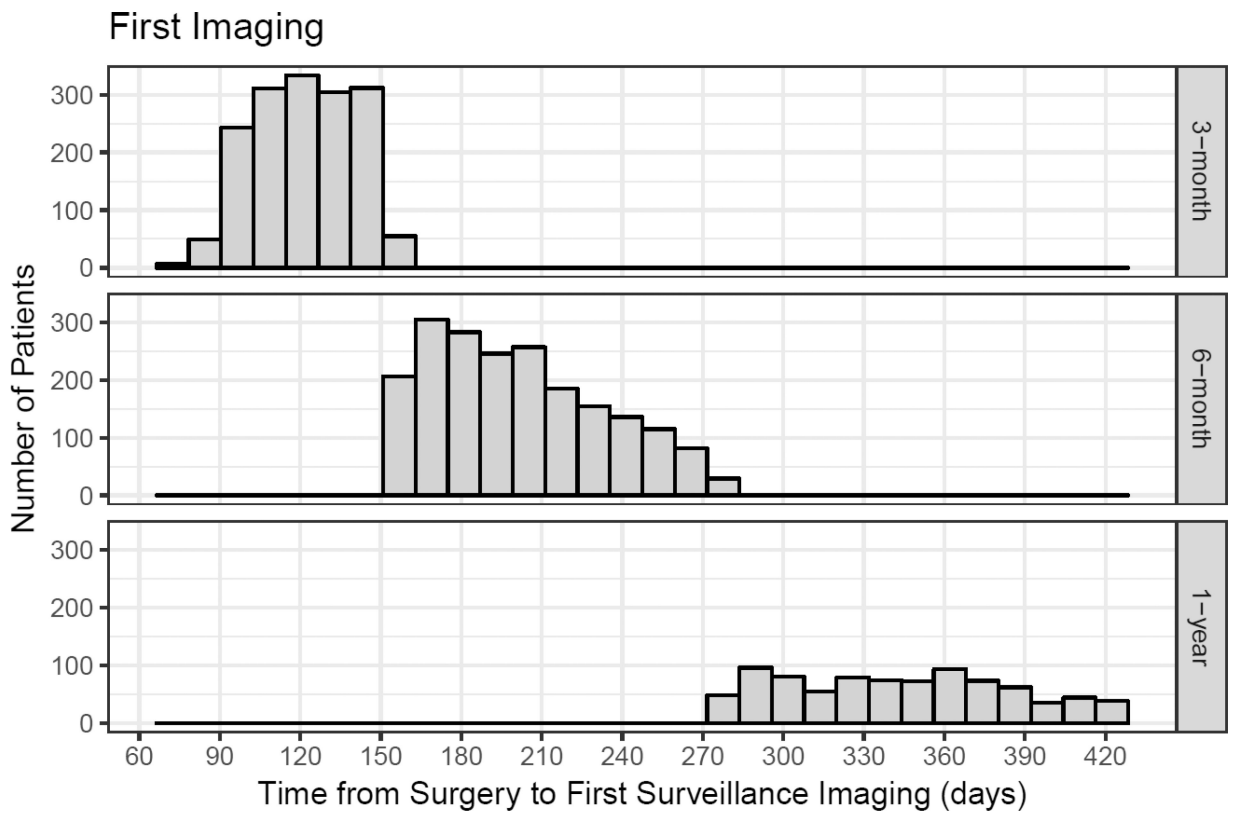 First Imaging
300
200
100
0
3−month
Number of Patients
300
200
100
0
6−month
300
200
100
0
1−year
60 90 120 150 180 210 240 270 300 330 360 390 420
Time from Surgery to First Surveillance Imaging (days)